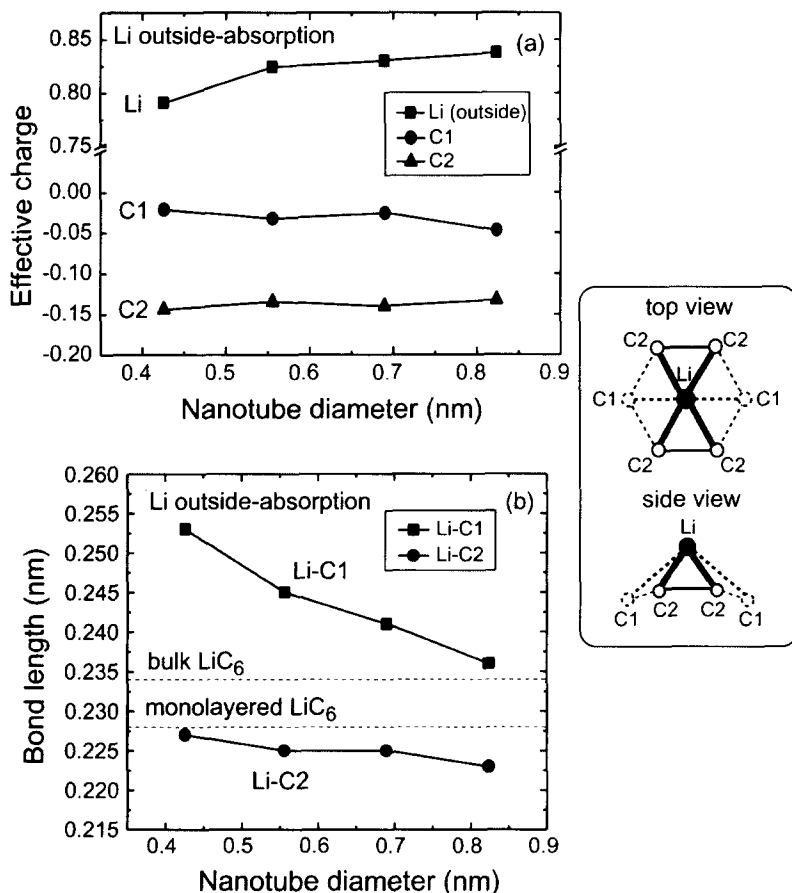 Li outside-absorption
(a)
0.85
0.80
0.75
0.00
-0.05
-0.10
-0.15
-0.20
Li
C1
C2
Li (outside)
C1
C2
Effective charge
0.4 0.5 0.6 0.7 0.8 0.9
Nanotube diameter (nm)
Li outside-absorption
(b)
0.260
0.255
0.250
0.245
0.240
0.235
0.230
0.225
0.220
0.215
Li-C1
Li-C2
Li-C1
bulk LiC6
monolayered LiC6
Li-C2
Bond length (nm)
0.4 0.5 0.6 0.7 0.8 0.9
Nanotube diameter (nm)
top view
C2 C2
Li
C1 C1
C2 C2
side view
Li
C1 C2 C2 C1